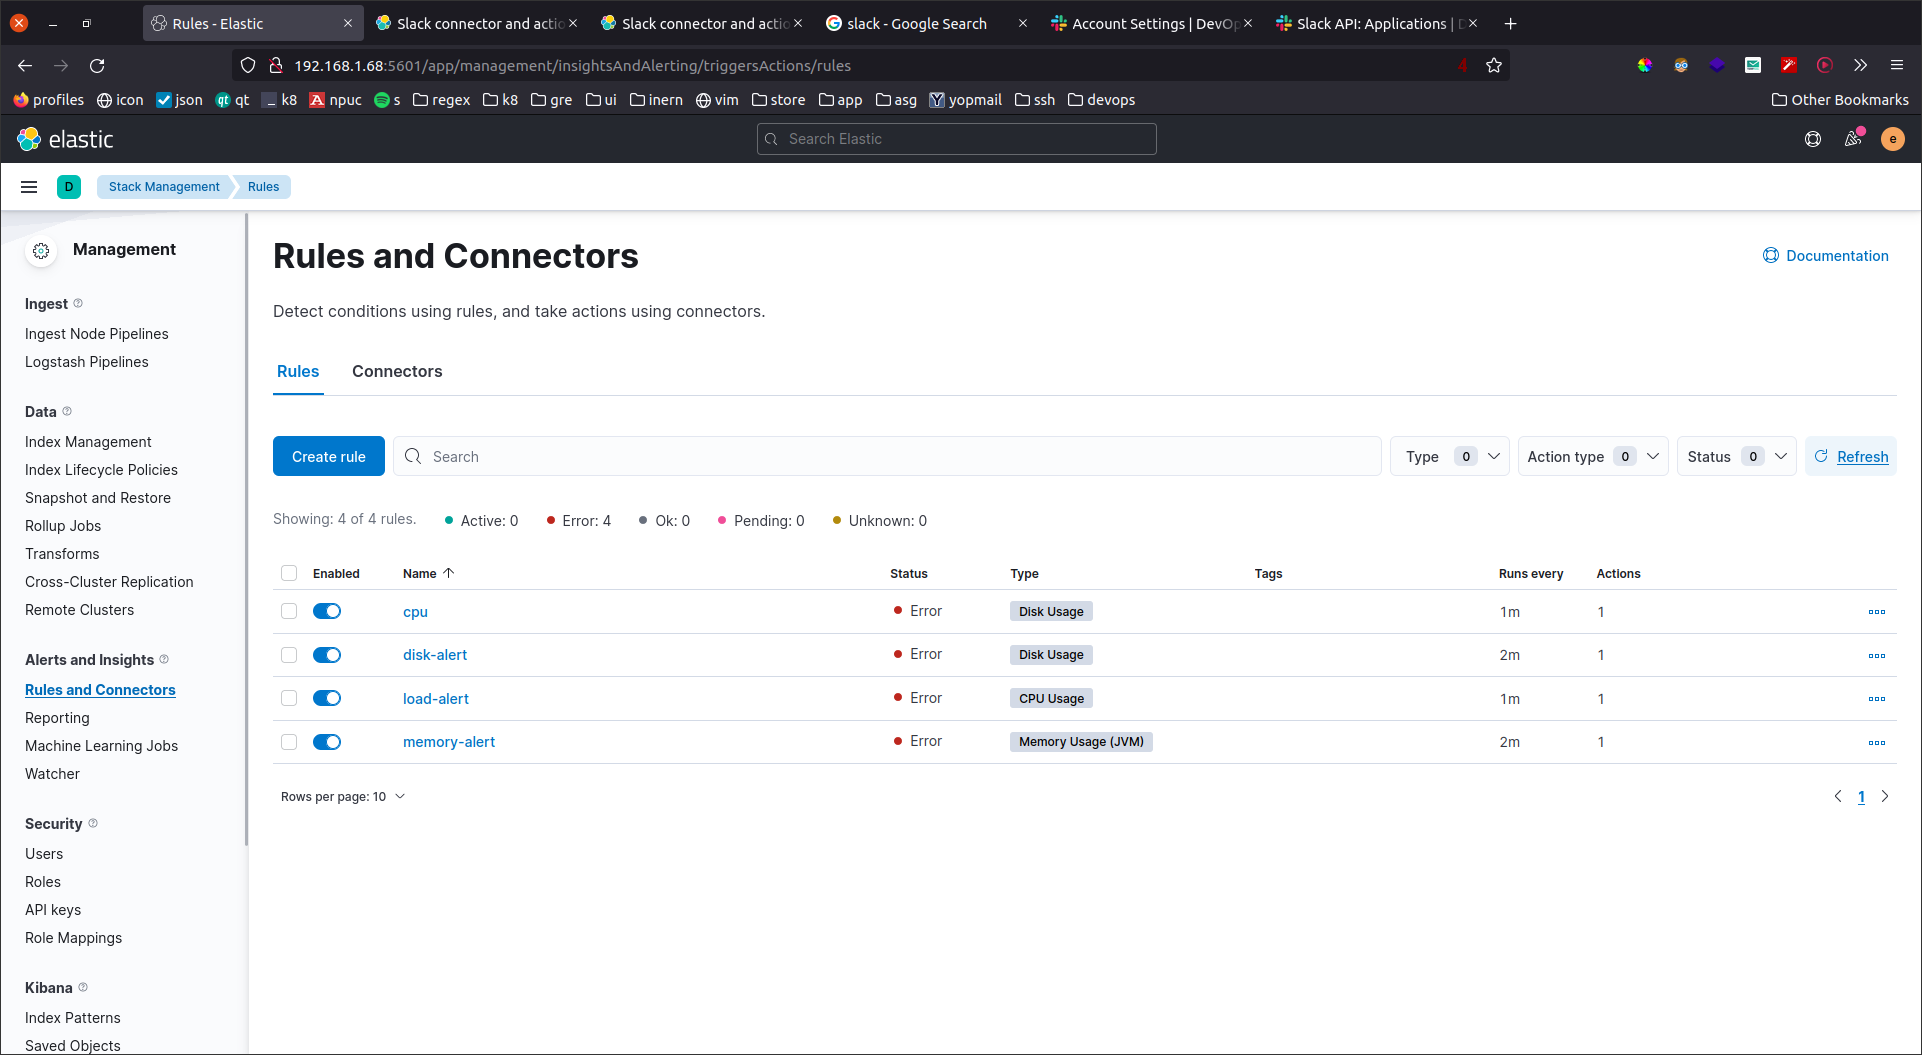 Rules - Elastic
Slack connector and actio
Slack connector and actio
slack - Google Search
Account Settings | DevOp
Slack API: Applications | D
192.168.1.68:5601/app/management/insightsAndAlerting/triggersActions/rules
4
profiles icon json qt qt k8 A npuc s regex k8 gre ui inern vim store app asg Y yopmail ssh devops Other Bookmarks
elastic
Search Elastic
e
D Stack Management Rules
Management
Ingest
Ingest Node Pipelines
Logstash Pipelines
Data
Index Management
Index Lifecycle Policies
Snapshot and Restore
Rollup Jobs
Transforms
Cross-Cluster Replication
Remote Clusters
Alerts and Insights
Rules and Connectors
Reporting
Machine Learning Jobs
Watcher
Security
Users
Roles
API keys
Role Mappings
Kibana
Index Patterns
Saved Objects
Rules and Connectors
Documentation
Detect conditions using rules, and take actions using connectors.
Rules Connectors
Create rule Search Type 0 Action type 0 Status 0 Refresh
Showing: 4 of 4 rules. Active: 0 Error: 4 Ok: 0 Pending: 0 Unknown: 0
Enabled Name Status Type Tags Runs every Actions
cpu Error Disk Usage 1m 1
disk-alert Error Disk Usage 2m 1
load-alert Error CPU Usage 1m 1
memory-alert Error Memory Usage (JVM) 2m 1
Rows per page: 10 1